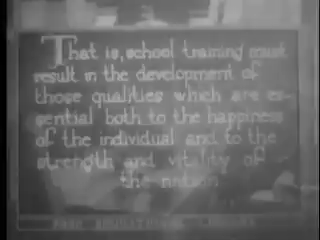 That is, school training must
result in the development of
those qualities which are es-
sential both to the happiness
of the individual and to the
strength and vitality of
the nation